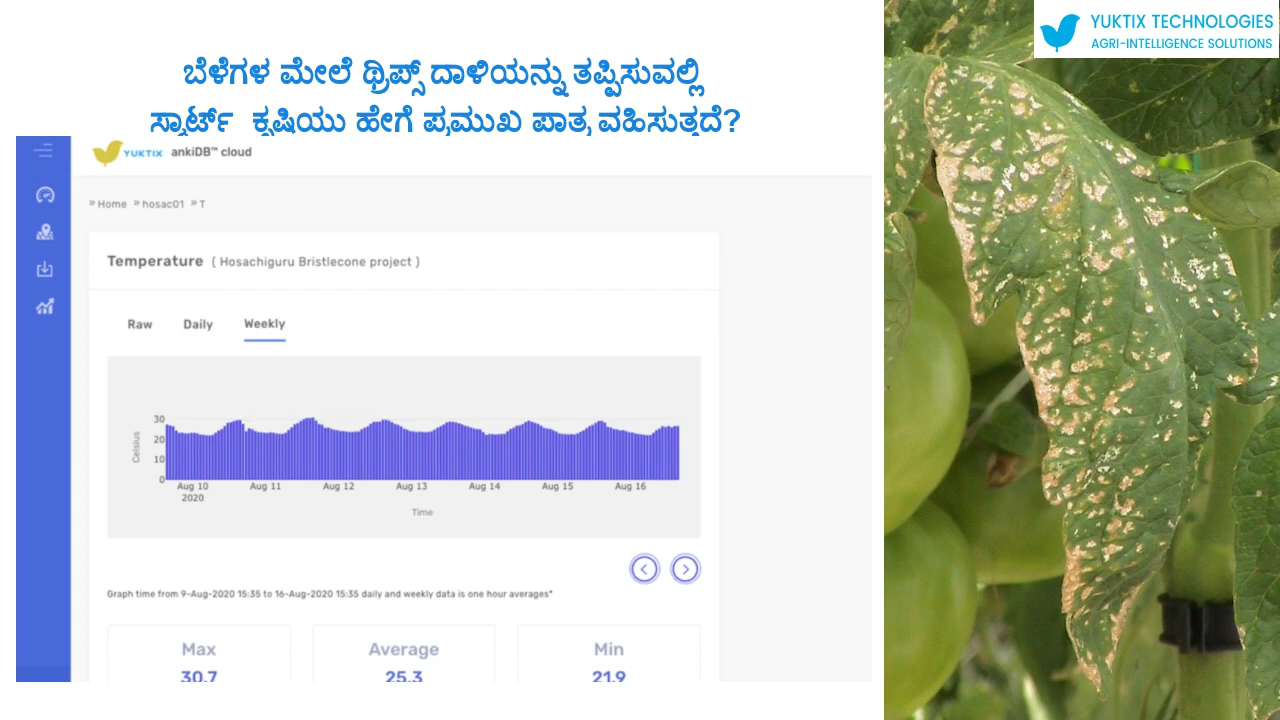 YUKTIX TECHNOLOGIES
AGRI-INTELLIGENCE SOLUTIONS
ಬೆಳೆಗಳ ಮೇಲೆ ಥ್ರಿಪ್ಸ್ ದಾಳಿಯನ್ನು ತಪ್ಪಿಸುವಲ್ಲಿ
ಸ್ಮಾರ್ಟ್ ಕೃಷಿಯು ಹೇಗೆ ಪ್ರಮುಖ ಪಾತ್ರ ವಹಿಸುತ್ತದೆ?
YUKTIX ankiDB™ cloud
» Home » hosac01 » T
Temperature ( Hosachiguru Bristlecone project )
Raw Daily Weekly
30
20
10
0
Celsius
Aug 10 Aug 11 Aug 12 Aug 13 Aug 14 Aug 15 Aug 16
2020
Time
Graph time from 9-Aug-2020 15:35 to 16-Aug-2020 15:35 daily and weekly data is one hour averages*
Max Average Min
30.7 25.3 21.9